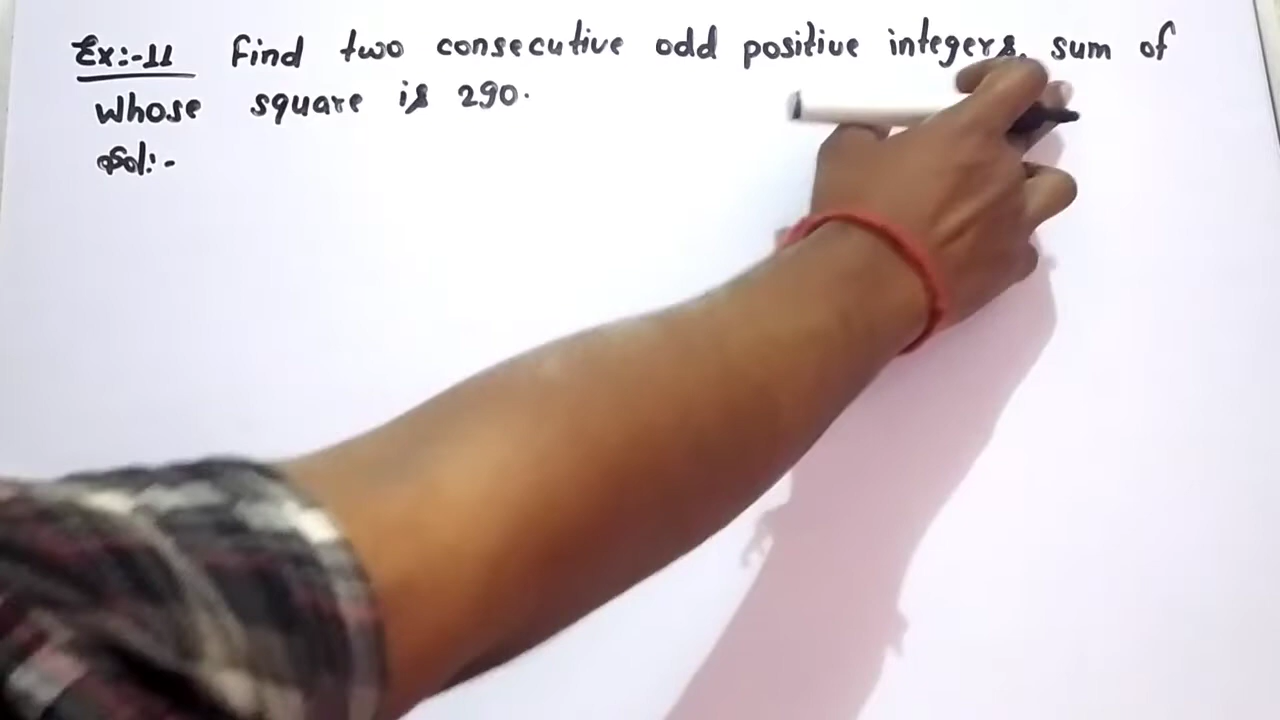 Ex:-11 Find two consecutive odd positive integers, sum of
whose square is 290.
Sol:-